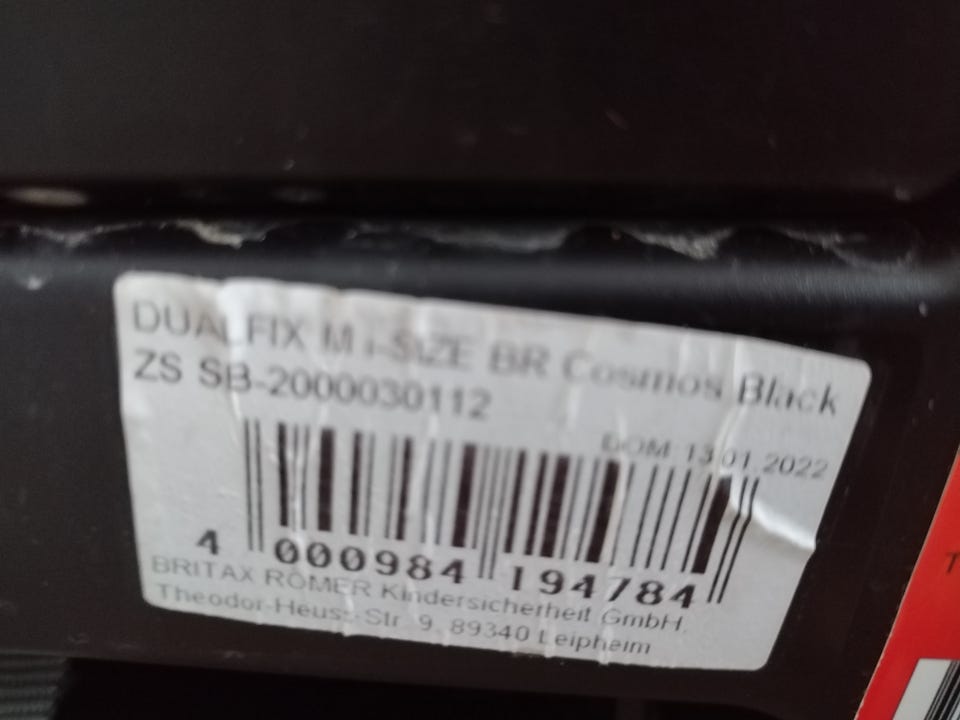 DUALFIX M i-SIZE BR Cosmos Black
ZS SB-2000030112
DOM 13.01.2022
4 000984 194784
BRITAX RÖMER Kindersicherheit GmbH.
Theodor-Heuss-Str. 9, 89340 Leipheim
T